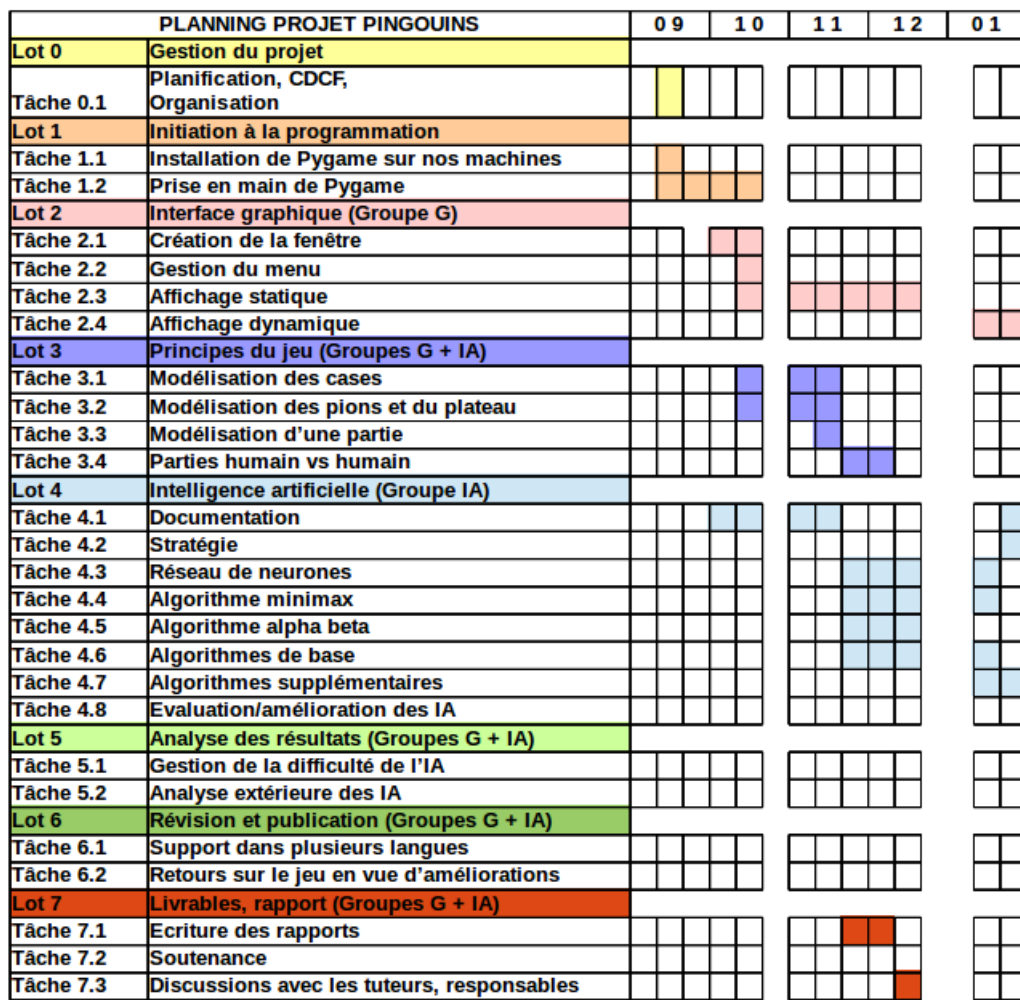 PLANNING PROJET PINGOUINS 0 9 1 0 1 1 1 2 0 1
Lot 0 Gestion du projet
Planification, CDCF,
Tâche 0.1 Organisation
Lot 1 Initiation à la programmation
Tâche 1.1 Installation de Pygame sur nos machines
Tâche 1.2 Prise en main de Pygame
Lot 2 Interface graphique (Groupe G)
Tâche 2.1 Création de la fenêtre
Tâche 2.2 Gestion du menu
Tâche 2.3 Affichage statique
Tâche 2.4 Affichage dynamique
Lot 3 Principes du jeu (Groupes G + IA)
Tâche 3.1 Modélisation des cases
Tâche 3.2 Modélisation des pions et du plateau
Tâche 3.3 Modélisation d’une partie
Tâche 3.4 Parties humain vs humain
Lot 4 Intelligence artificielle (Groupe IA)
Tâche 4.1 Documentation
Tâche 4.2 Stratégie
Tâche 4.3 Réseau de neurones
Tâche 4.4 Algorithme minimax
Tâche 4.5 Algorithme alpha beta
Tâche 4.6 Algorithmes de base
Tâche 4.7 Algorithmes supplémentaires
Tâche 4.8 Evaluation/amélioration des IA
Lot 5 Analyse des résultats (Groupes G + IA)
Tâche 5.1 Gestion de la difficulté de l’IA
Tâche 5.2 Analyse extérieure des IA
Lot 6 Révision et publication (Groupes G + IA)
Tâche 6.1 Support dans plusieurs langues
Tâche 6.2 Retours sur le jeu en vue d’améliorations
Lot 7 Livrables, rapport (Groupes G + IA)
Tâche 7.1 Ecriture des rapports
Tâche 7.2 Soutenance
Tâche 7.3 Discussions avec les tuteurs, responsables